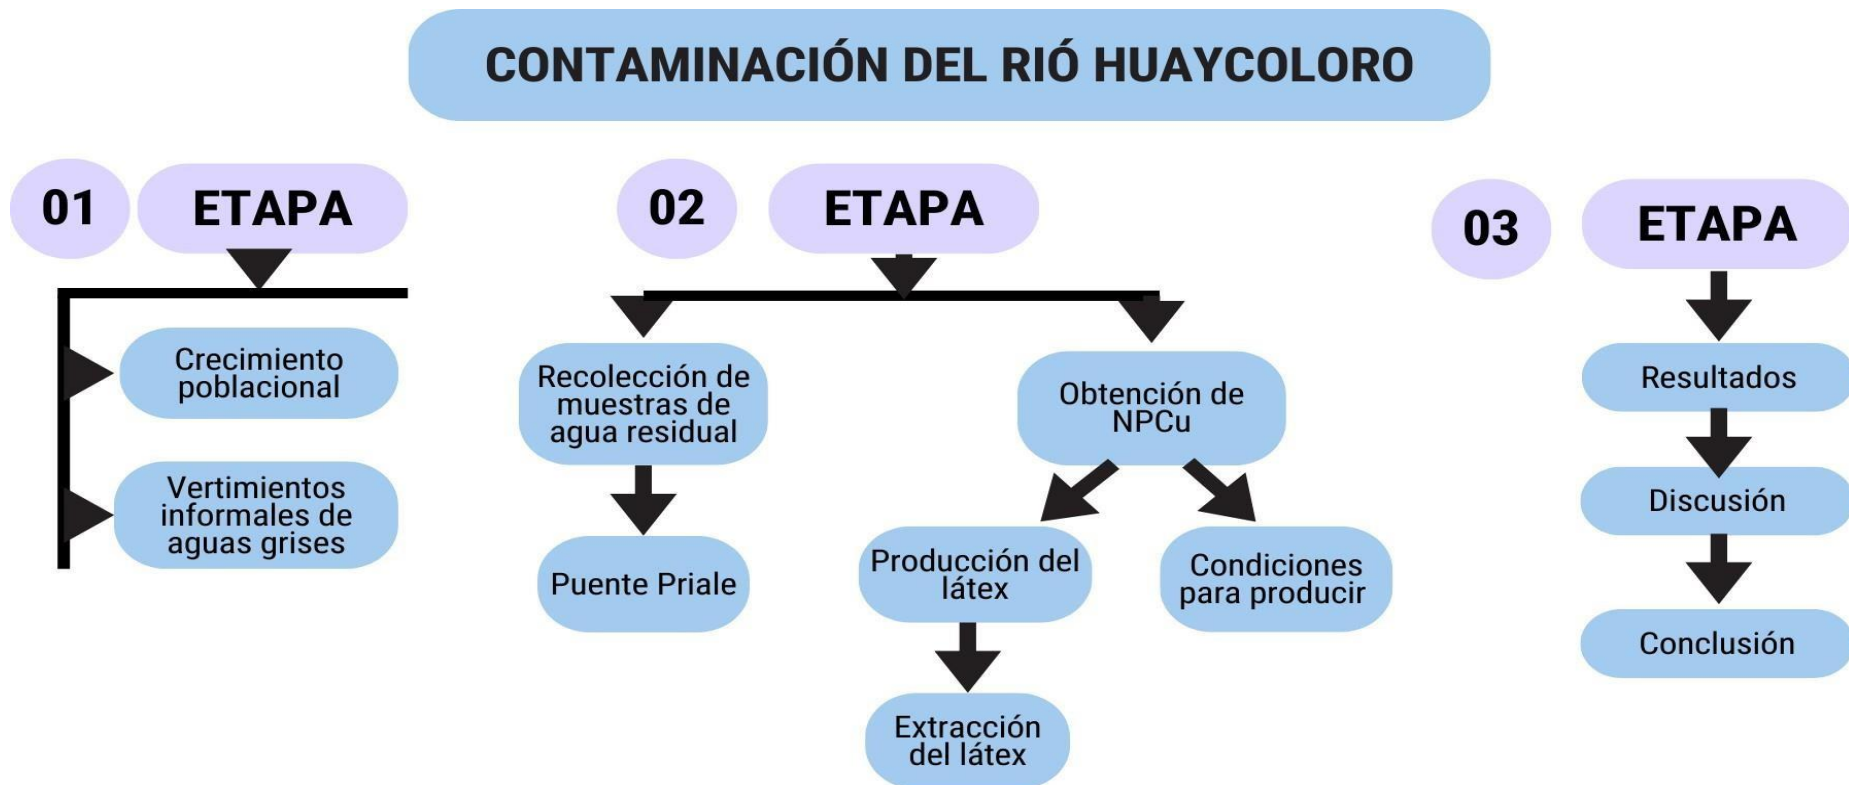 CONTAMINACIÓN DEL RIÓ HUAYCOLORO
01
ETAPA
Crecimiento
poblacional
Vertimientos
informales de
aguas grises
02
ETAPA
Recolección de
muestras de
agua residual
Puente Priale
Obtención de
NPCu
Producción del
látex
Extracción
del látex
Condiciones
para producir
03
ETAPA
Resultados
Discusión
Conclusión